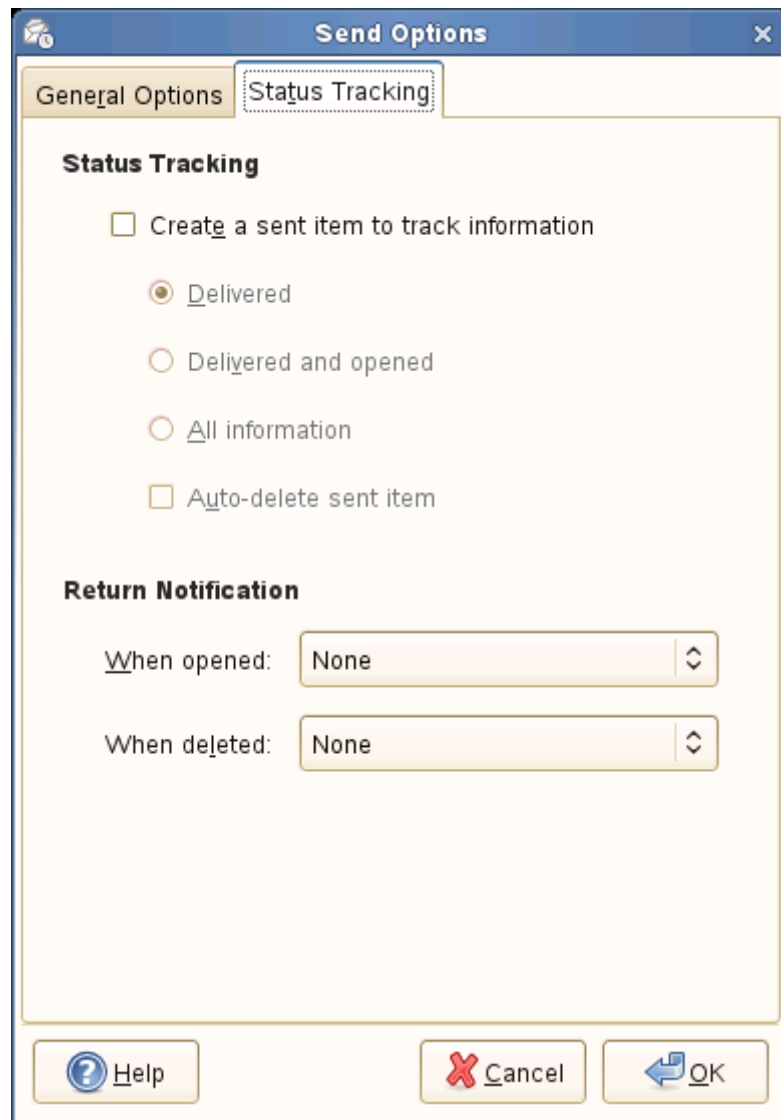 Send Options
General Options
Status Tracking
Status Tracking
Create a sent item to track information
Delivered
Delivered and opened
All information
Auto-delete sent item
Return Notification
When opened: None
When deleted: None
Help
Cancel
OK